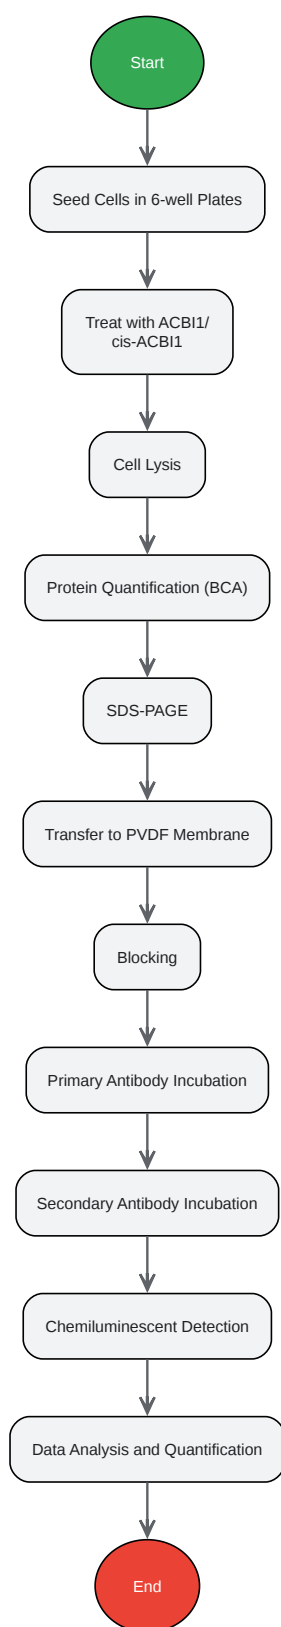 Start
Seed Cells in 6-well Plates
Treat with ACBI1/
cis-ACBI1
Cell Lysis
Protein Quantification (BCA)
SDS-PAGE
Transfer to PVDF Membrane
Blocking
Primary Antibody Incubation
Secondary Antibody Incubation
Chemiluminescent Detection
Data Analysis and Quantification
End